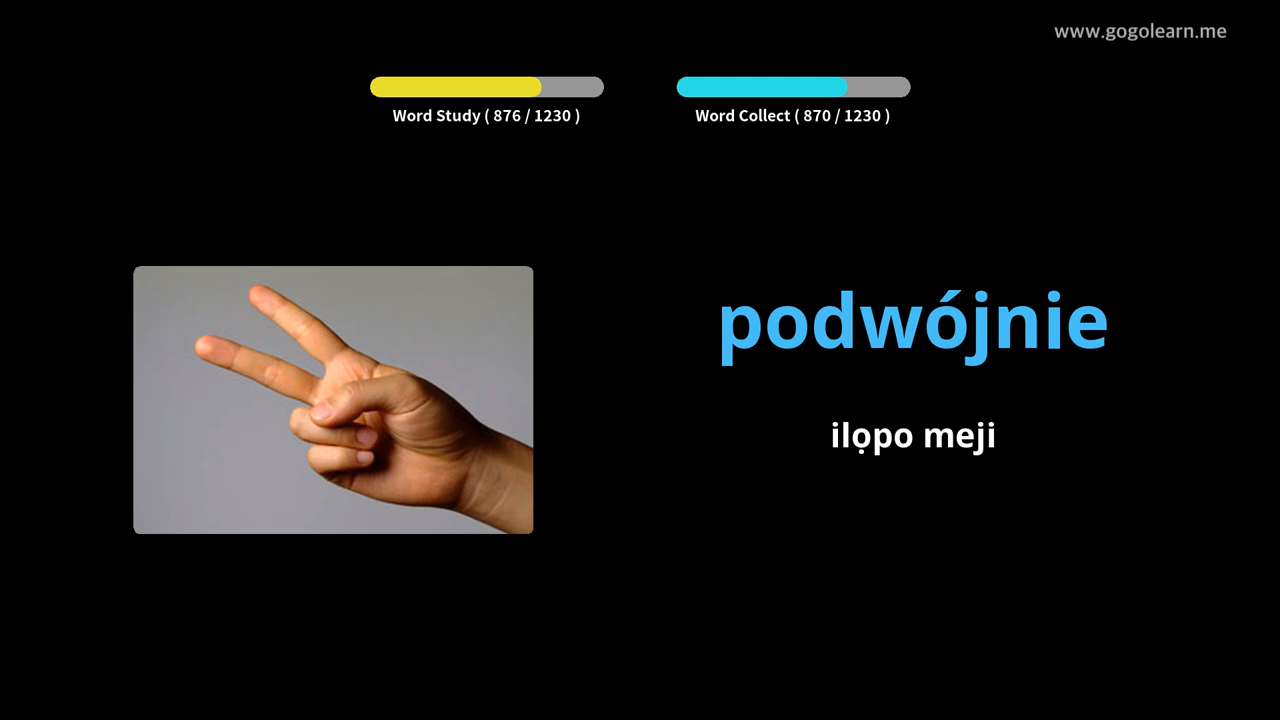 www.gogolearn.me
Word Study ( 876 / 1230 )
Word Collect ( 870 / 1230 )
podwójnie
ilọpo meji